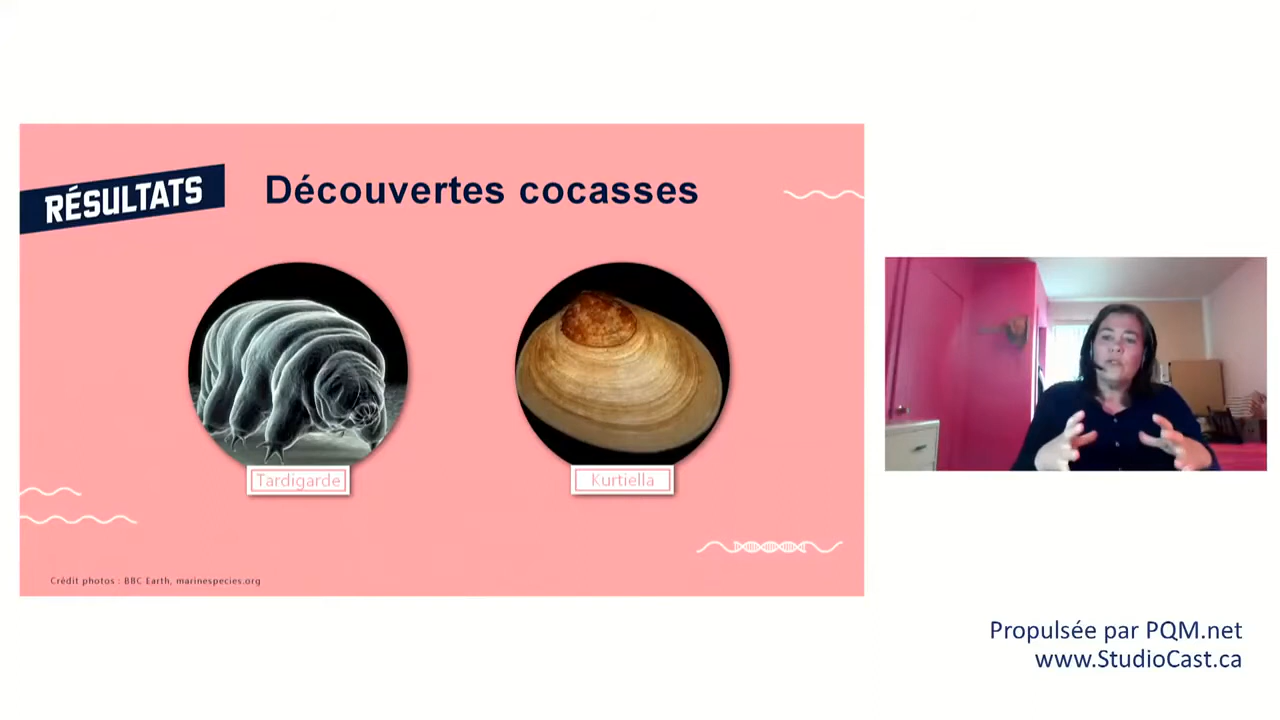 RÉSULTATS
Découvertes cocasses
Tardigarde
Kurtiella
Crédit photos : BBC Earth, marinespecies.org
Propulsée par PQM.net
www.StudioCast.ca